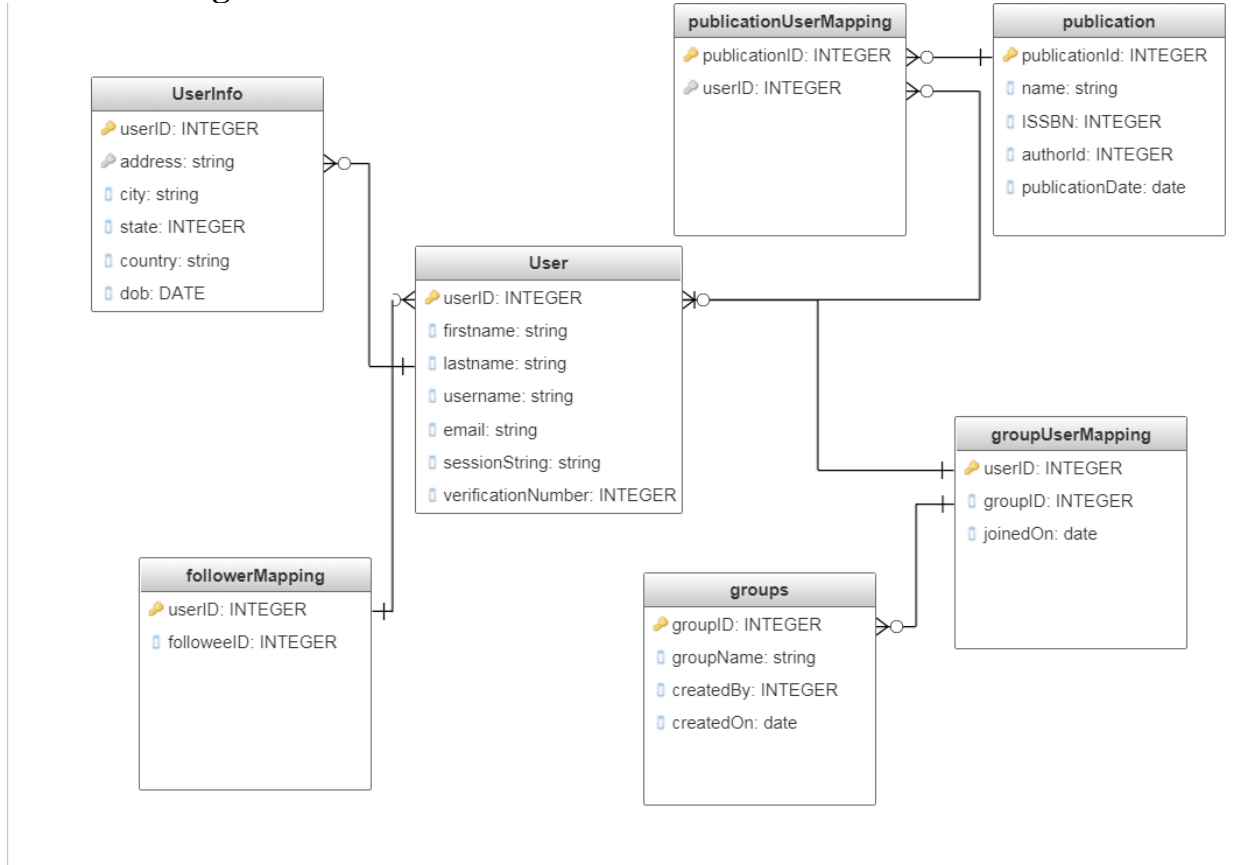 publicationUserMapping
publicationID: INTEGER
userID: INTEGER
publication
publicationId: INTEGER
name: string
ISSBN: INTEGER
authorId: INTEGER
publicationDate: date
UserInfo
userID: INTEGER
address: string
city: string
state: INTEGER
country: string
dob: DATE
User
userID: INTEGER
firstname: string
lastname: string
username: string
email: string
sessionString: string
verificationNumber: INTEGER
groupUserMapping
userID: INTEGER
groupID: INTEGER
joinedOn: date
followerMapping
userID: INTEGER
followeeID: INTEGER
groups
groupID: INTEGER
groupName: string
createdBy: INTEGER
createdOn: date